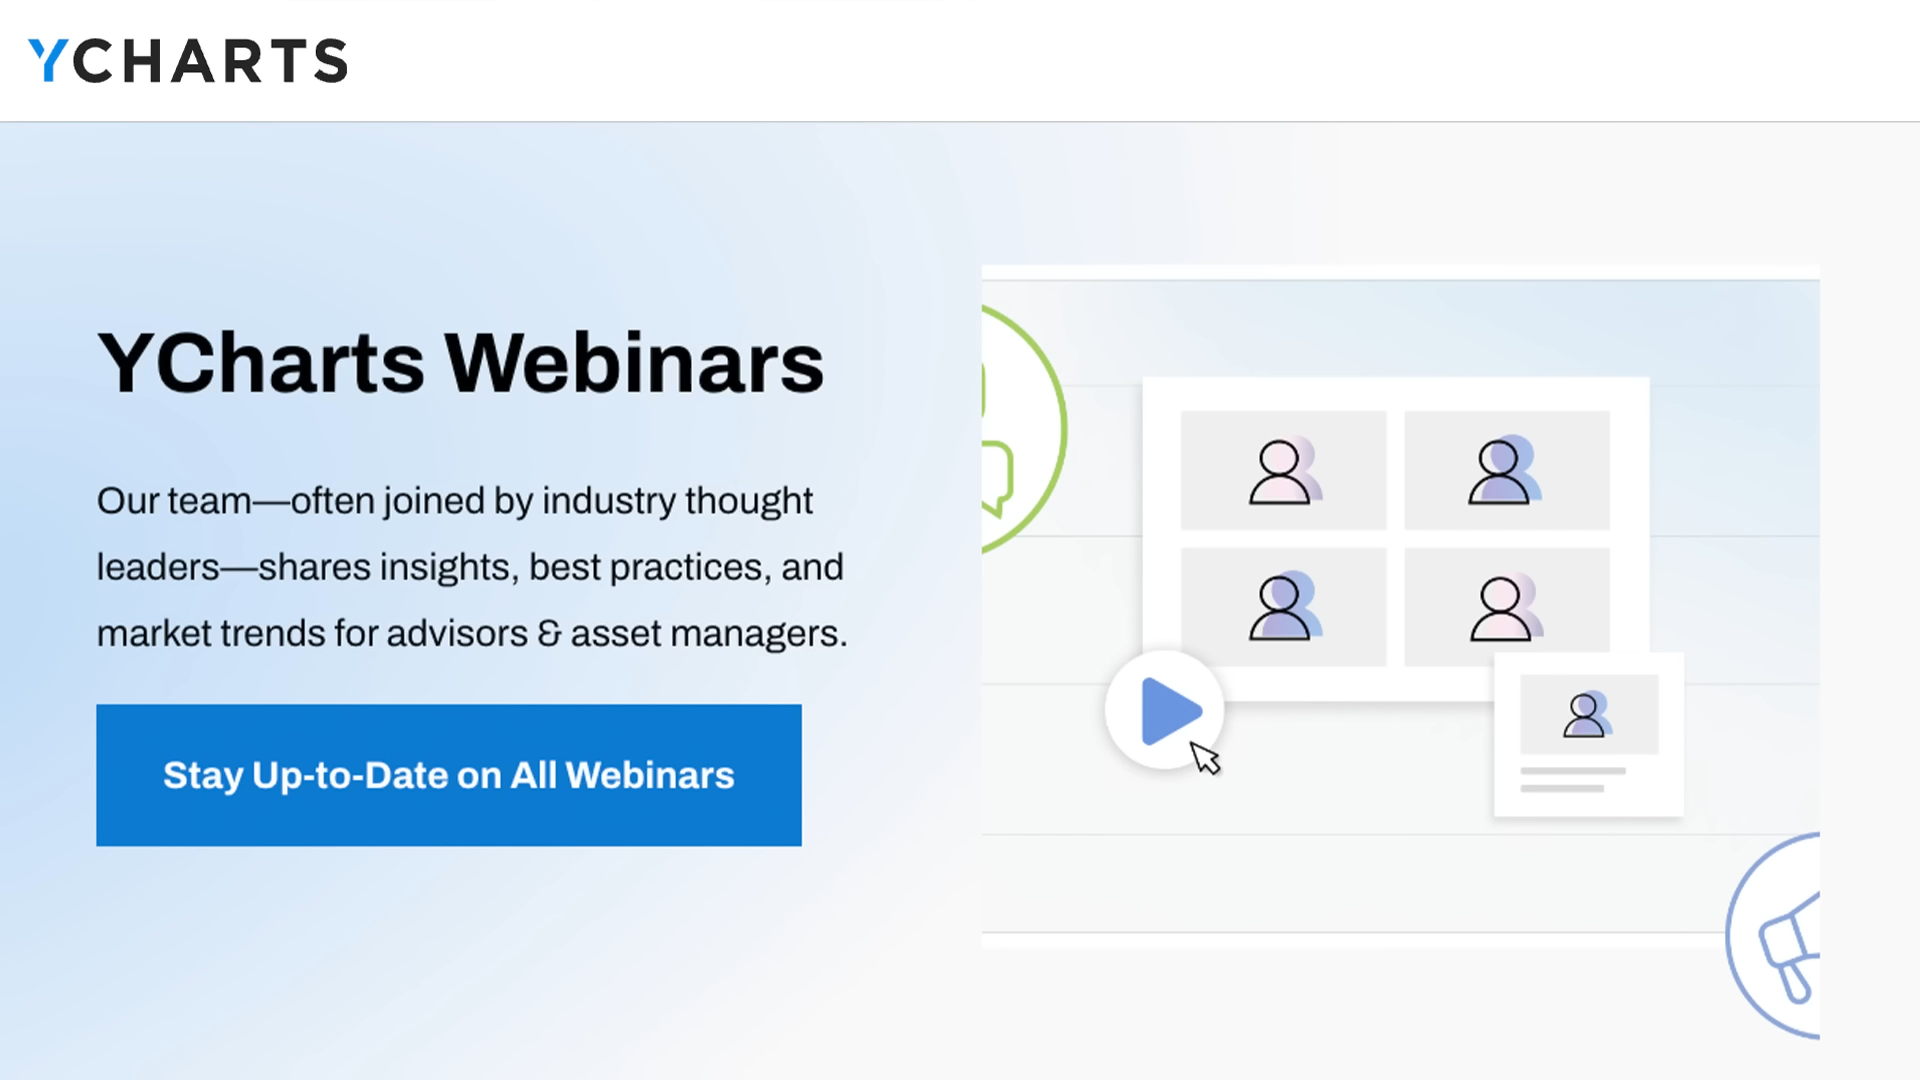 YCHARTS
YCharts Webinars
Our team—often joined by industry thought
leaders—shares insights, best practices, and
market trends for advisors & asset managers.
Stay Up-to-Date on All Webinars